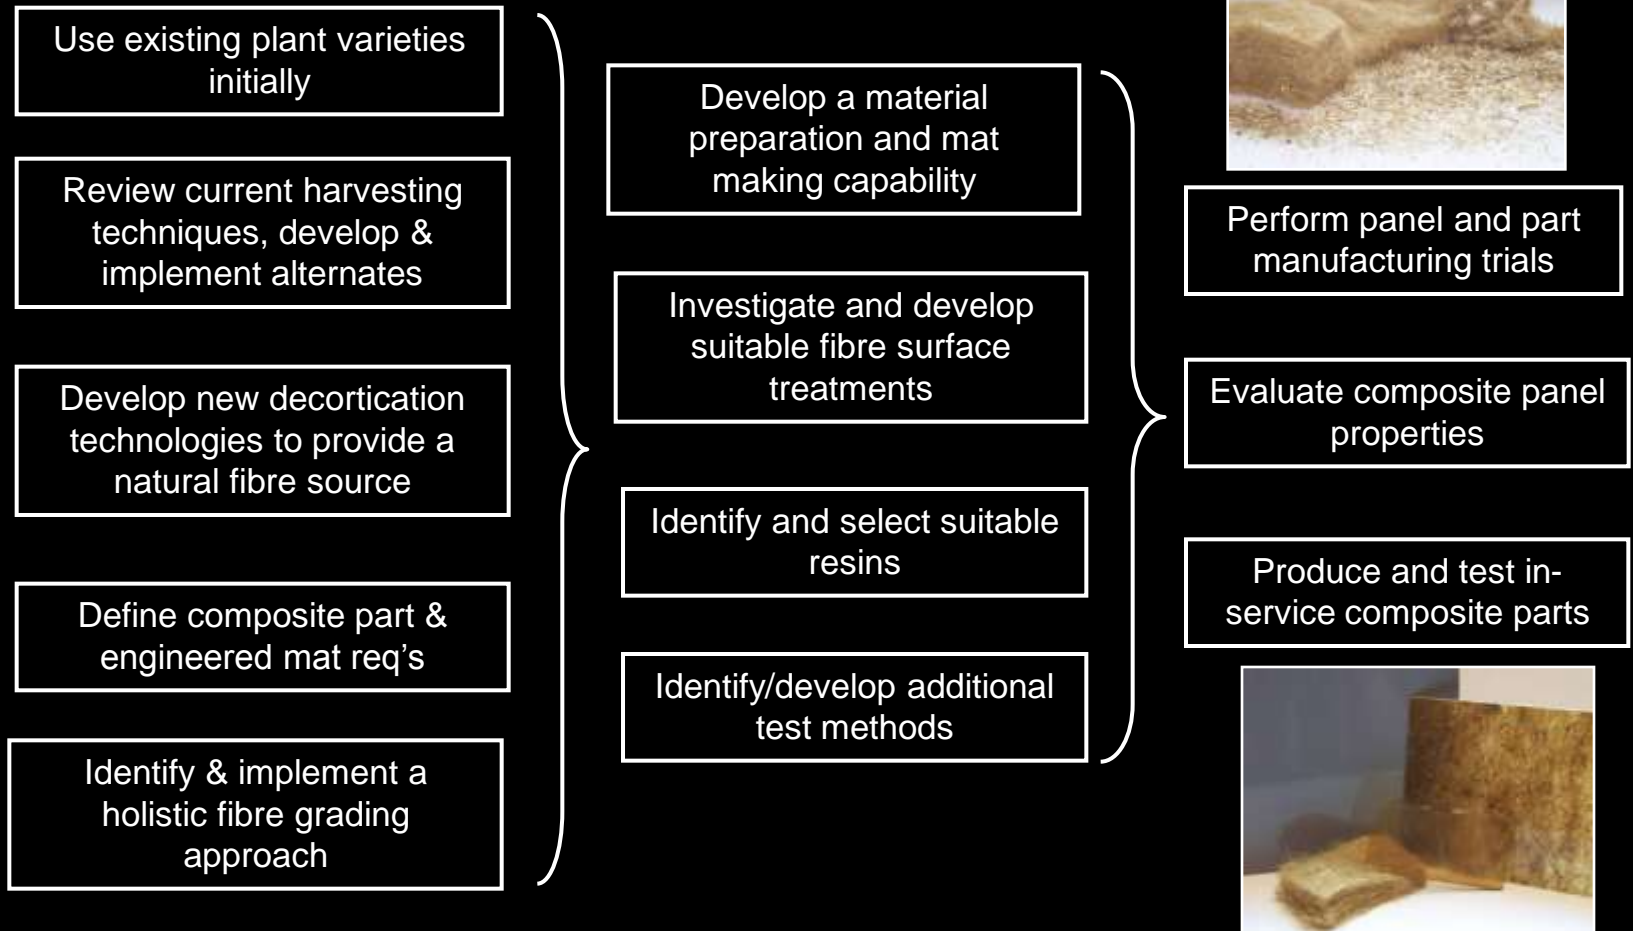 Use existing plant varieties
initially
Review current harvesting
techniques, develop &
implement alternates
Develop new decortication
technologies to provide a
natural fibre source
Define composite part &
engineered mat req's
Identify & implement a
holistic fibre grading
approach
Develop a material
preparation and mat
making capability
Investigate and develop
suitable fibre surface
treatments
Identify and select suitable
resins
Identify/develop additional
test methods
Perform panel and part
manufacturing trials
Evaluate composite panel
properties
Produce and test in-
service composite parts